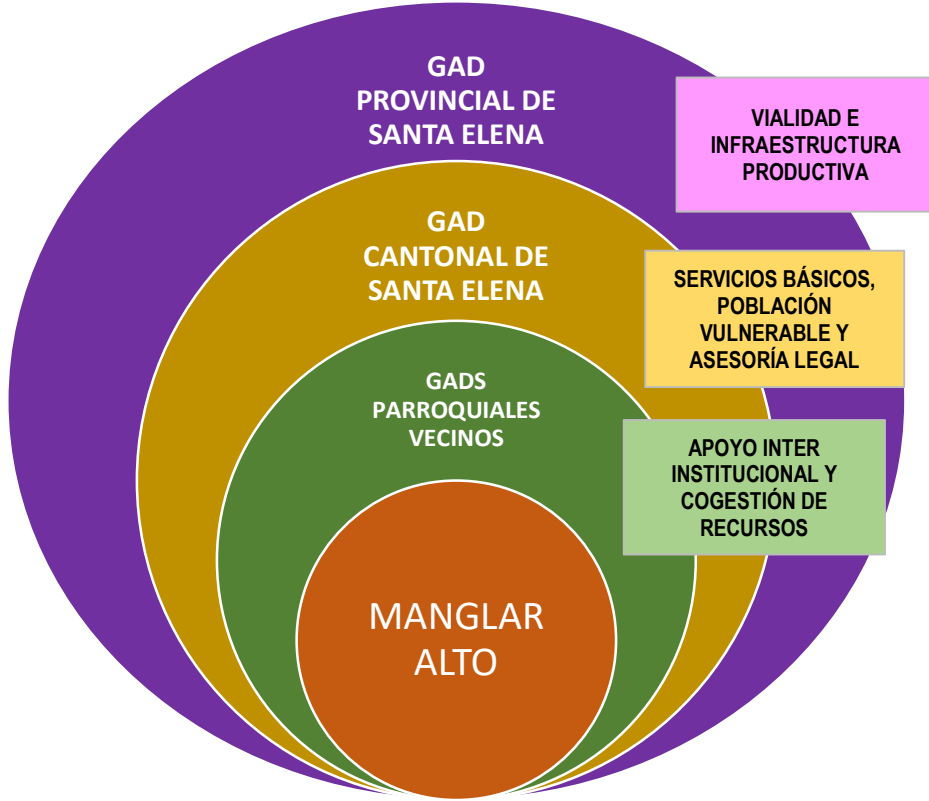 GAD
PROVINCIAL DE
SANTA ELENA
VIALIDAD E
INFRAESTRUCTURA
PRODUCTIVA
GAD
CANTONAL DE
SANTA ELENA
SERVICIOS BÁSICOS,
POBLACIÓN
VULNERABLE Y
ASESORÍA LEGAL
GADS
PARROQUIALES
VECINOS
APOYO INTER
INSTITUCIONAL Y
COGESTIÓN DE
RECURSOS
MANGLAR
ALTO